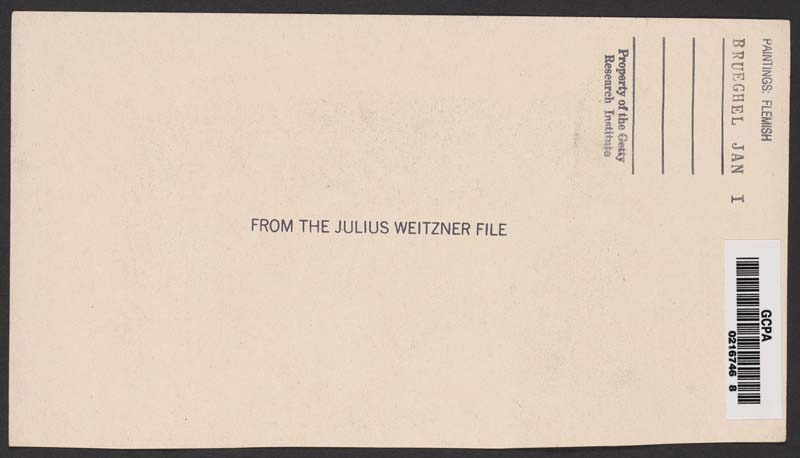 PAINTINGS: FLEMISH
BRUEGHEL JAN I
Property of the Getty
Research Institute
FROM THE JULIUS WEITZNER FILE
GCPA
0216746 8